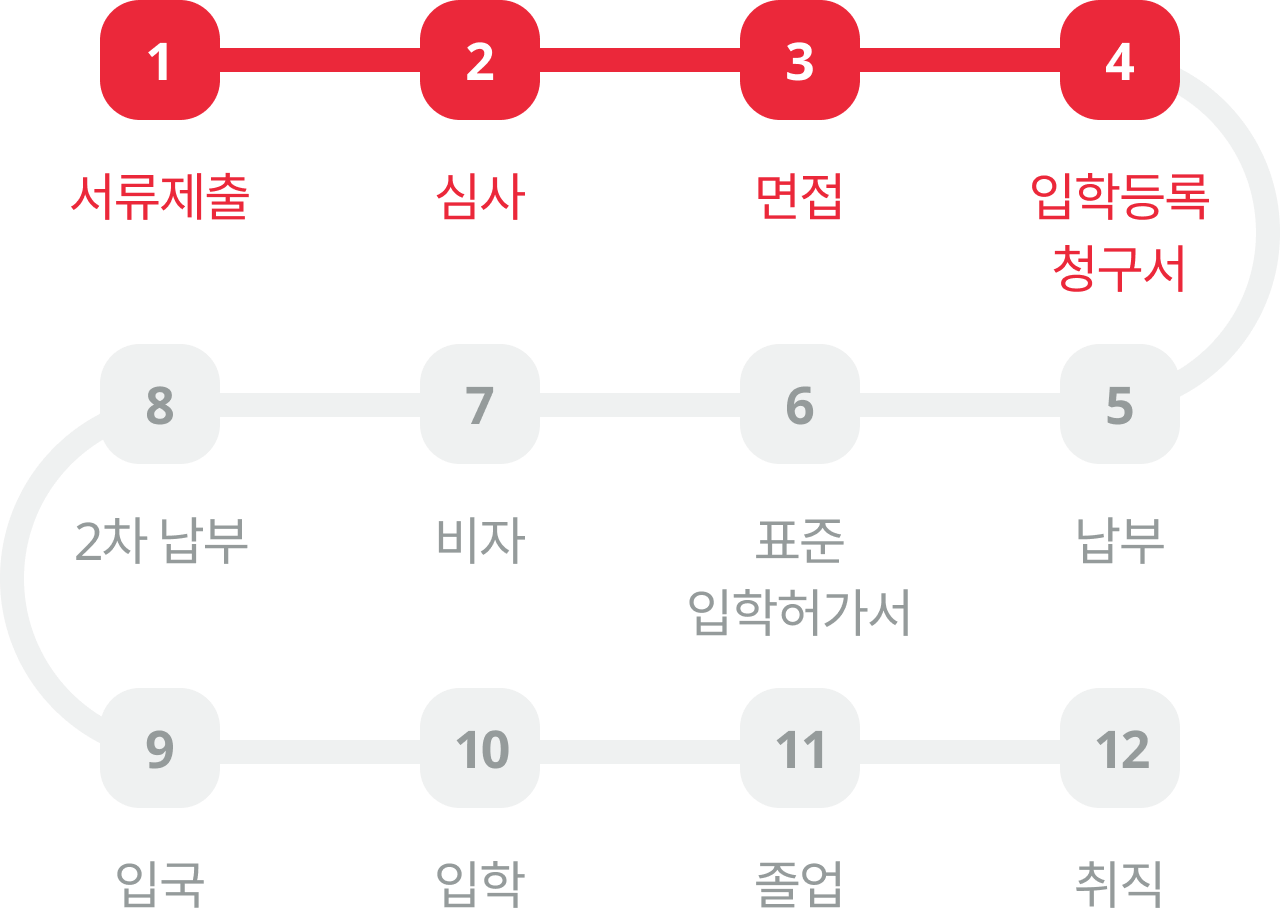 1 2 3 4
서류제출 심사 면접 입학등록
청구서
8 7 6 5
2차 납부 비자 표준 납부
입학허가서
9 10 11 12
입국 입학 졸업 취직